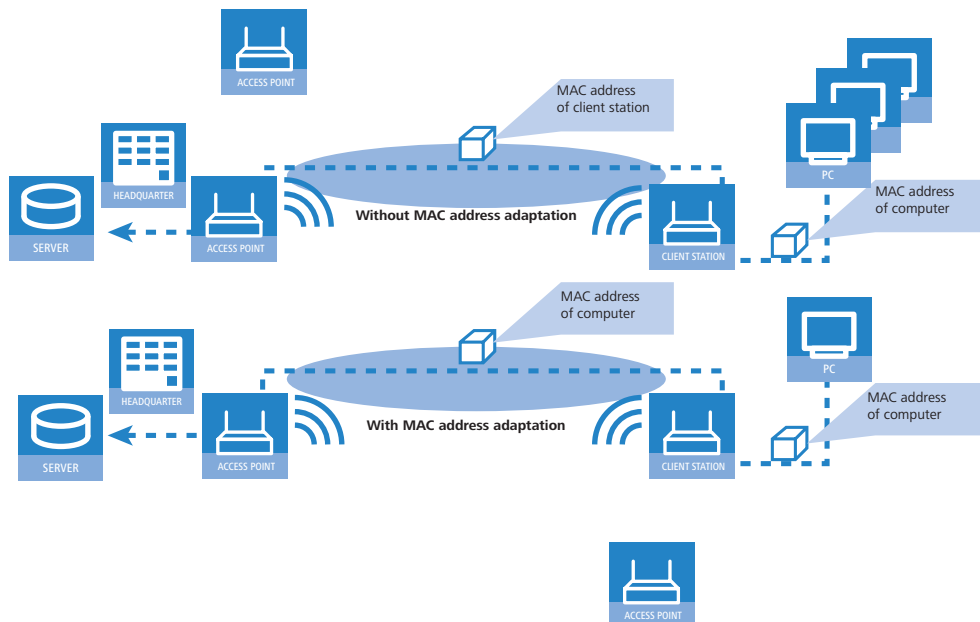 ACCESS POINT
MAC address
of client station
HEADQUARTER
PC
MAC address
of computer
Without MAC address adaptation
SERVER
ACCESS POINT
CLIENT STATION
MAC address
of computer
HEADQUARTER
PC
MAC address
of computer
With MAC address adaptation
SERVER
ACCESS POINT
CLIENT STATION
ACCESS POINT